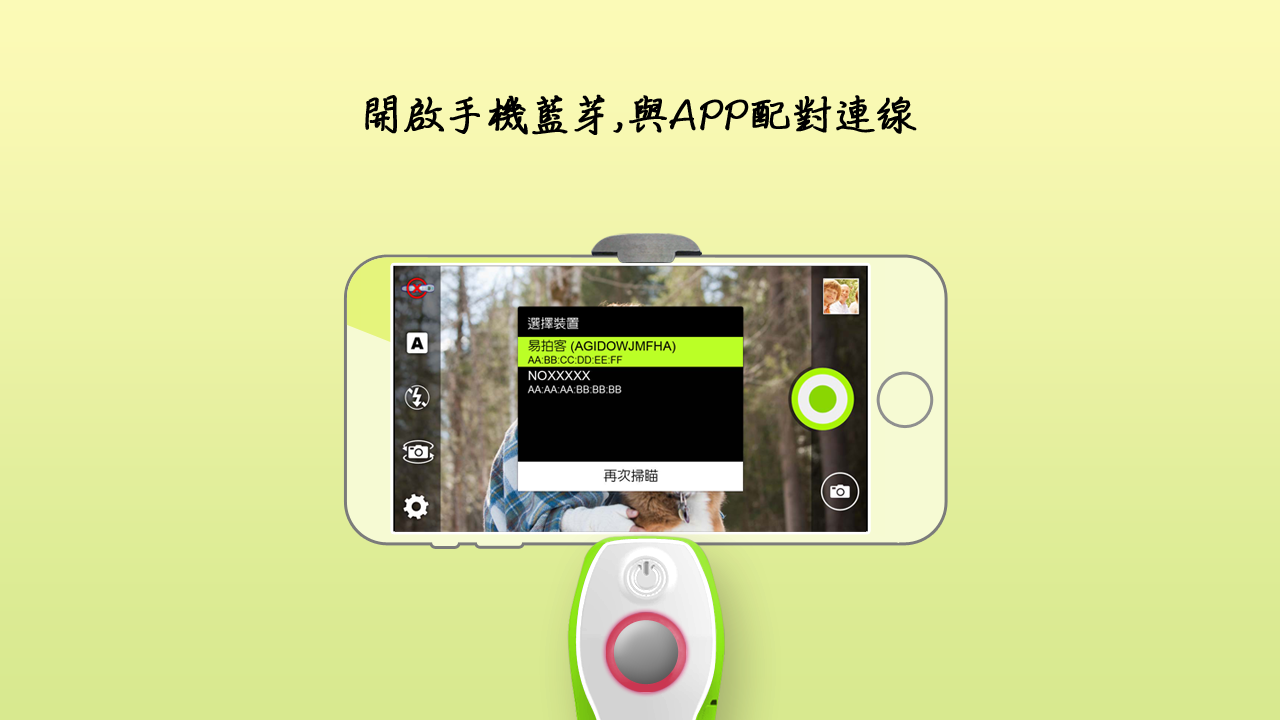 開啟手機藍芽,與APP配對連线
選擇裝置
易拍客 (AGIDOWJMFHA)
AA:BB:CC:DD:EE:FF
NOXXXXX
AA:AA:AA:BB:BB:BB
再次掃瞄
A